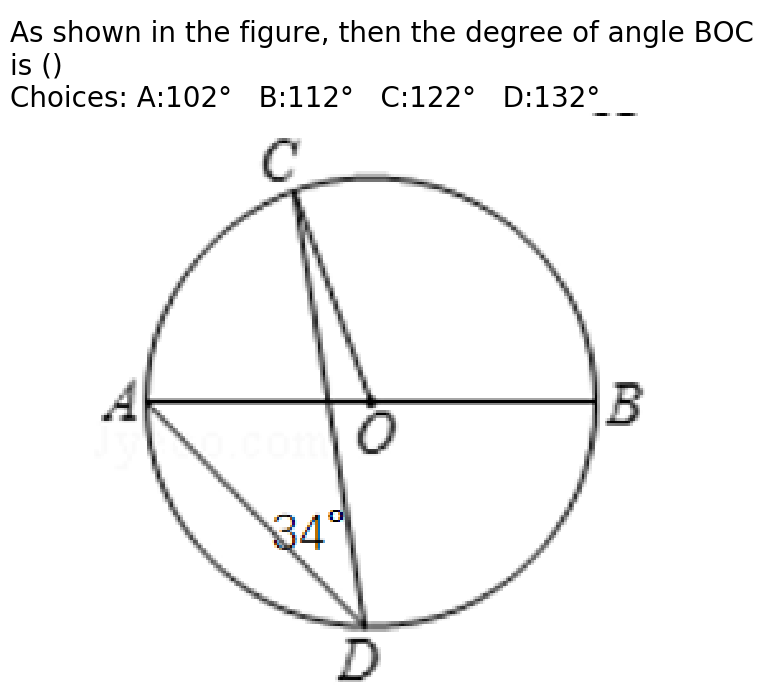 As shown in the figure, then the degree of angle BOC
is ()
Choices: A:102°   B:112°   C:122°   D:132°
C
A
B
O
34°
D